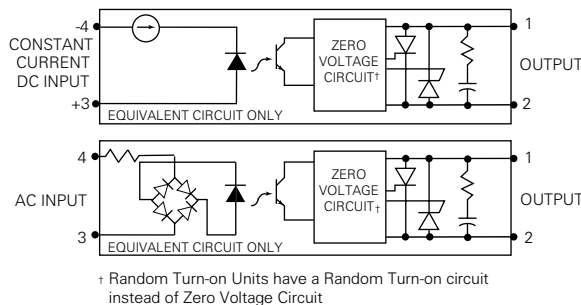 -4
CONSTANT
CURRENT
DC INPUT
+3
EQUIVALENT CIRCUIT ONLY
ZERO
VOLTAGE
CIRCUIT†
1
OUTPUT
2
4
AC INPUT
3
EQUIVALENT CIRCUIT ONLY
ZERO
VOLTAGE
CIRCUIT†
1
OUTPUT
2
† Random Turn-on Units have a Random Turn-on circuit
instead of Zero Voltage Circuit